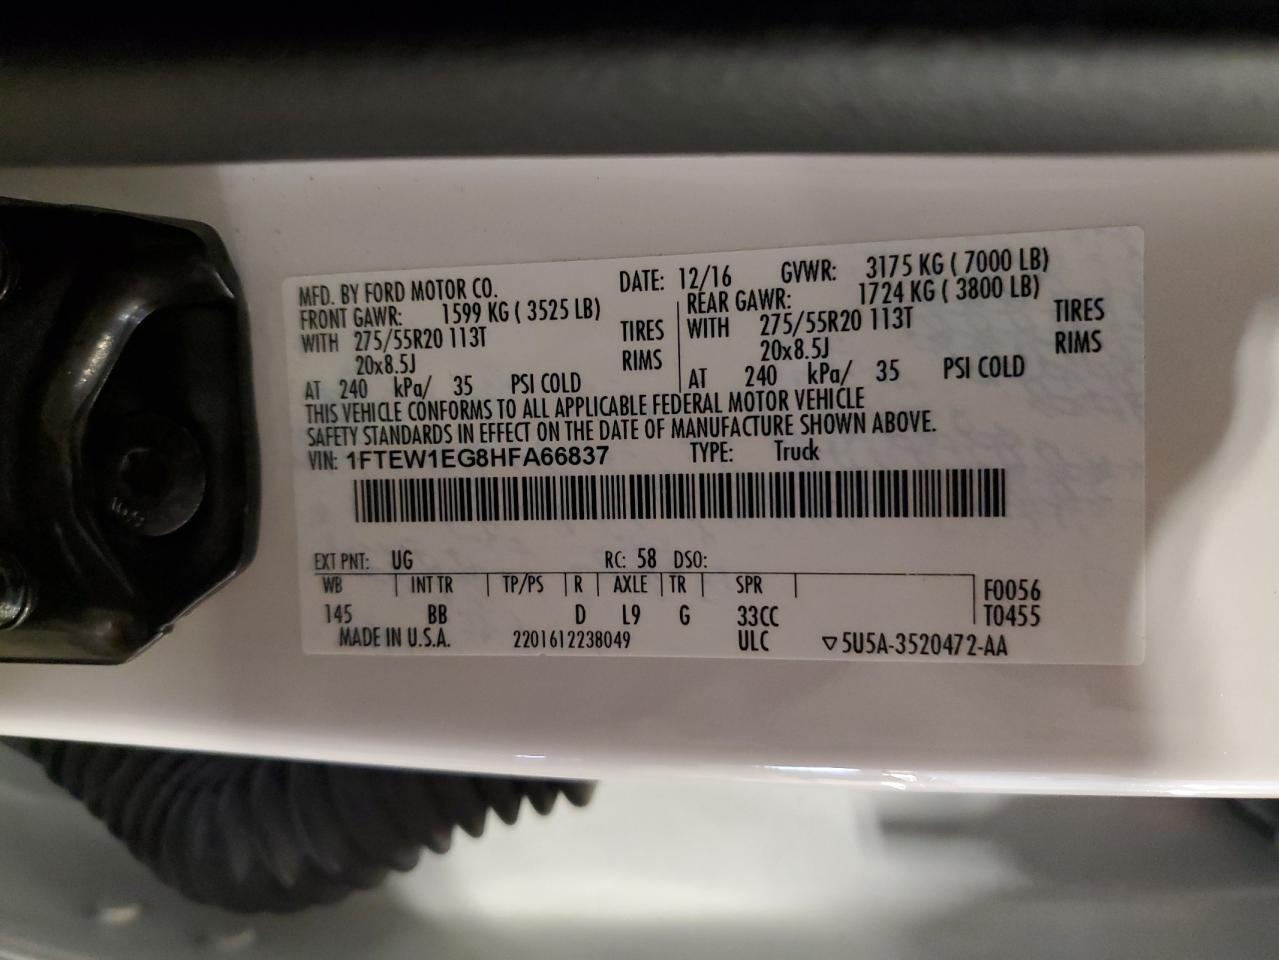 MFD. BY FORD MOTOR CO. DATE: 12/16 GVWR: 3175 KG ( 7000 LB)
FRONT GAWR: 1599 KG ( 3525 LB) REAR GAWR: 1724 KG ( 3800 LB)
WITH 275/55R20 113T TIRES WITH 275/55R20 113T TIRES
20x8.5J RIMS 20x8.5J RIMS
AT 240 kPa/ 35 PSI COLD AT 240 kPa/ 35 PSI COLD
THIS VEHICLE CONFORMS TO ALL APPLICABLE FEDERAL MOTOR VEHICLE
SAFETY STANDARDS IN EFFECT ON THE DATE OF MANUFACTURE SHOWN ABOVE.
VIN: 1FTEW1EG8HFA66837 TYPE: Truck
EXT PNT: UG RC: 58 DSO:
WB INT TR TP/PS R AXLE TR SPR F0056
145 BB D L9 G 33CC T0455
MADE IN U.S.A. 2201612238049 ULC ▽5U5A-3520472-AA